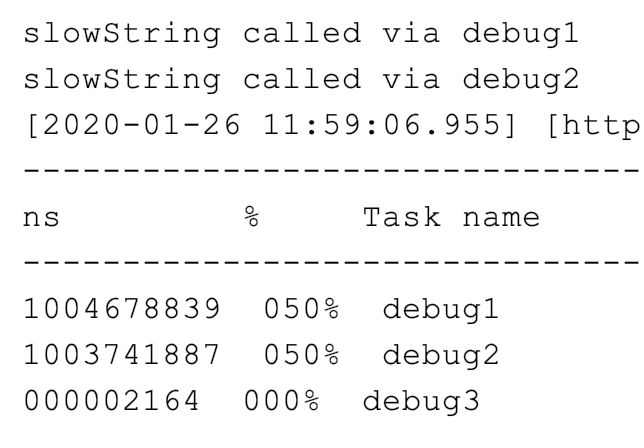 slowString called via debug1
slowString called via debug2
[2020-01-26 11:59:06.955] [http
-------------------------------
ns         %     Task name
-------------------------------
1004678839  050%  debug1
1003741887  050%  debug2
000002164  000%  debug3